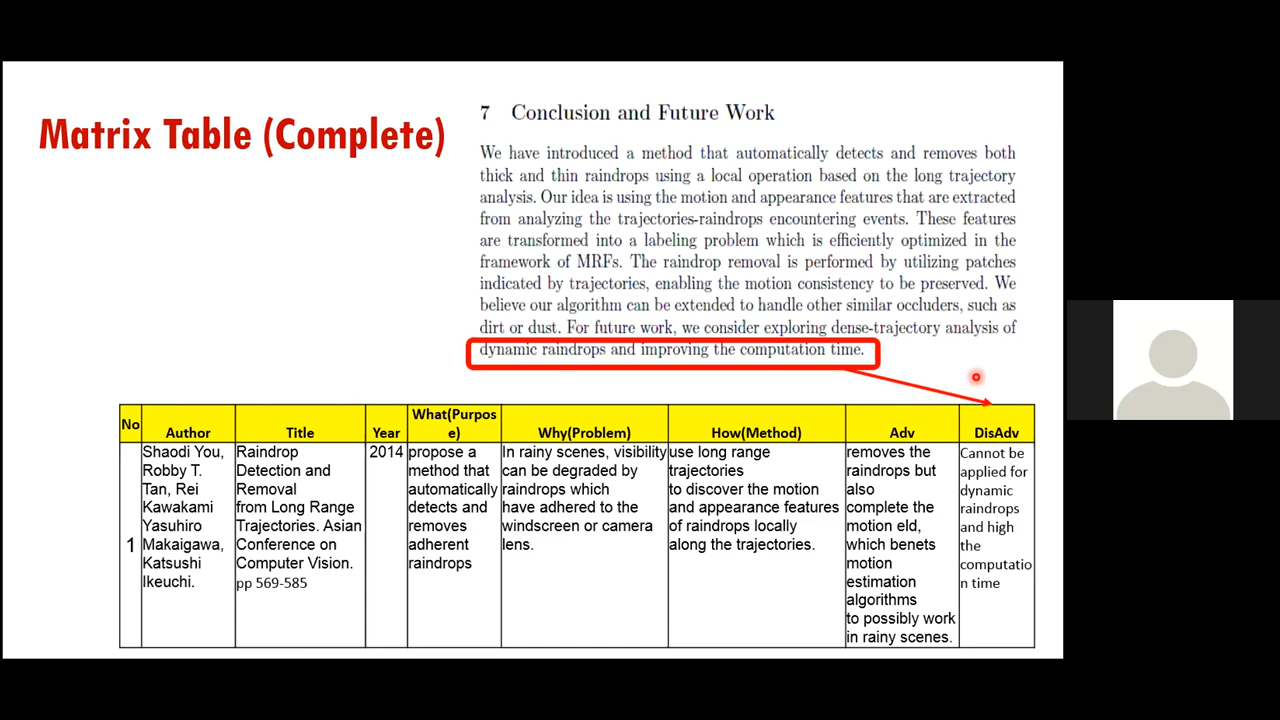 Matrix Table (Complete)
7 Conclusion and Future Work
We have introduced a method that automatically detects and removes both
thick and thin raindrops using a local operation based on the long trajectory
analysis. Our idea is using the motion and appearance features that are extracted
from analyzing the trajectories-raindrops encountering events. These features
are transformed into a labeling problem which is efficiently optimized in the
framework of MRFs. The raindrop removal is performed by utilizing patches
indicated by trajectories, enabling the motion consistency to be preserved. We
believe our algorithm can be extended to handle other similar occluders, such as
dirt or dust. For future work, we consider exploring dense-trajectory analysis of
dynamic raindrops and improving the computation time.
No
Author
Title
Year
What(Purpos
e)
Why(Problem)
How(Method)
Adv
DisAdv
1
Shaodi You,
Robby T.
Tan, Rei
Kawakami
Yasuhiro
Makaigawa,
Katsushi
Ikeuchi.
Raindrop
Detection and
Removal
from Long Range
Trajectories. Asian
Conference on
Computer Vision.
pp 569-585
2014
propose a
method that
automatically
detects and
removes
adherent
raindrops
In rainy scenes, visibility
can be degraded by
raindrops which
have adhered to the
windscreen or camera
lens.
use long range
trajectories
to discover the motion
and appearance features
of raindrops locally
along the trajectories.
removes the
raindrops but
also
complete the
motion eld,
which benets
motion
estimation
algorithms
to possibly work
in rainy scenes.
Cannot be
applied for
dynamic
raindrops
and high
the
computatio
n time